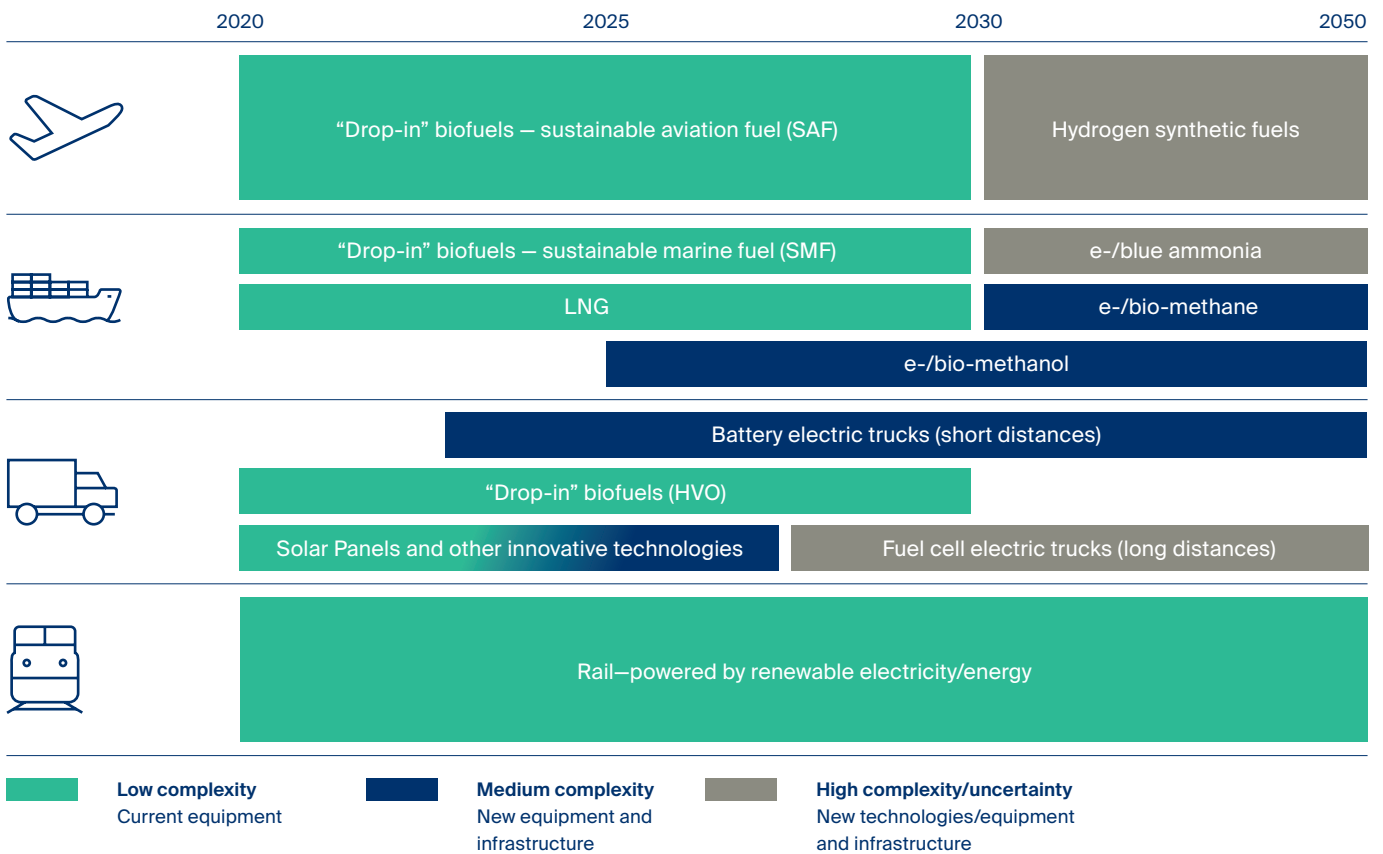 2020 2025 2030 2050
“Drop-in” biofuels — sustainable aviation fuel (SAF)
Hydrogen synthetic fuels
“Drop-in” biofuels — sustainable marine fuel (SMF)
e-/blue ammonia
LNG
e-/bio-methane
e-/bio-methanol
Battery electric trucks (short distances)
“Drop-in” biofuels (HVO)
Solar Panels and other innovative technologies
Fuel cell electric trucks (long distances)
Rail—powered by renewable electricity/energy
Low complexity
Current equipment
Medium complexity
New equipment and
infrastructure
High complexity/uncertainty
New technologies/equipment
and infrastructure